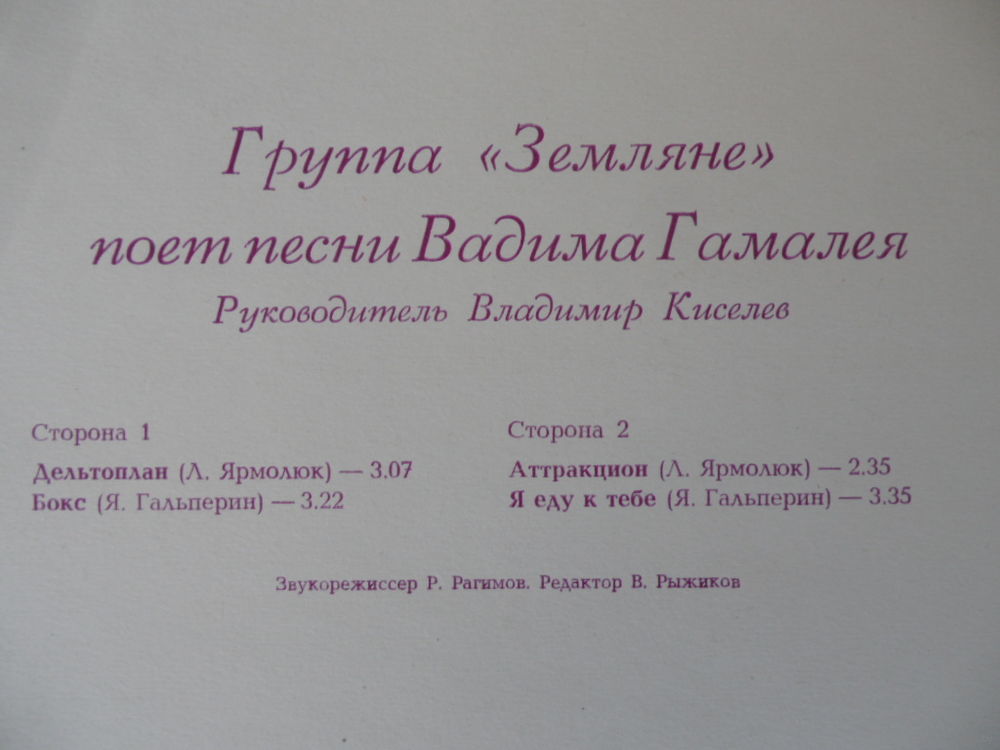 Группа «Земляне»
поет песни Вадима Гамалея
Руководитель Владимир Киселев
Сторона 1
Дельтоплан (Л. Ярмолюк) — 3.07
Бокс (Я. Гальперин) — 3.22
Сторона 2
Аттракцион (Л. Ярмолюк) — 2.35
Я еду к тебе (Я. Гальперин) — 3.35
Звукорежиссер Р. Рагимов. Редактор В. Рыжиков